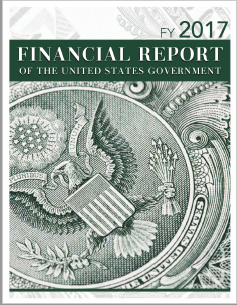 FY 2017
FINANCIAL REPORT
OF THE UNITED STATES GOVERNMENT